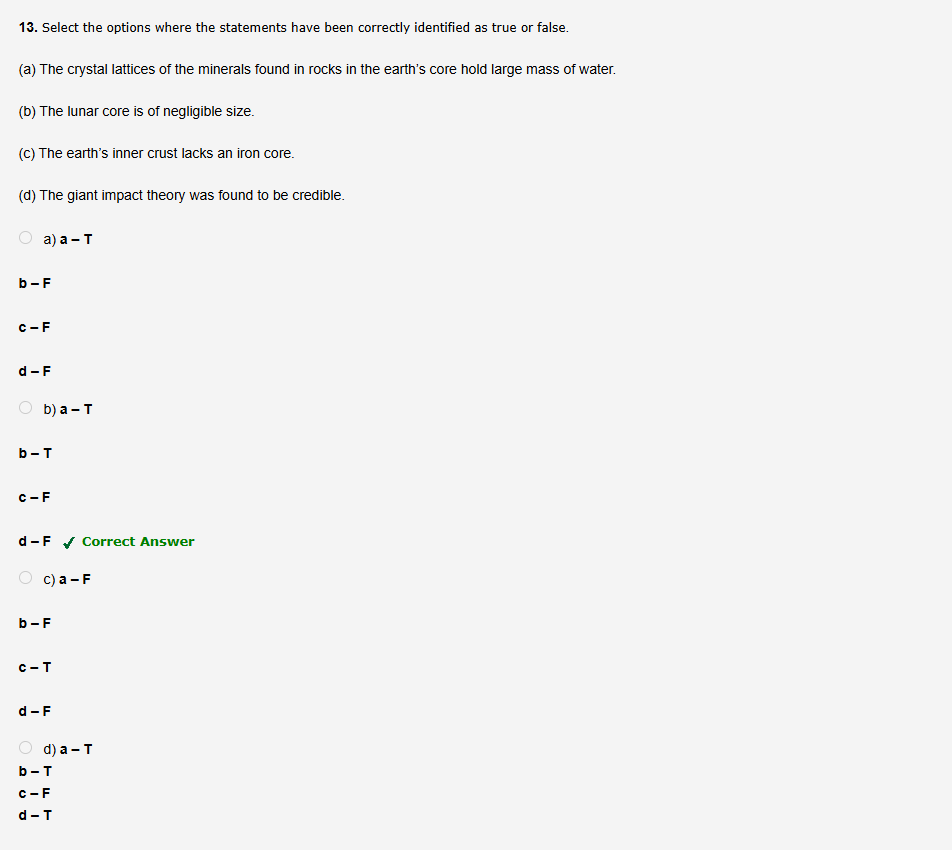 13. Select the options where the statements have been correctly identified as true or false.
(a) The crystal lattices of the minerals found in rocks in the earth's core hold large mass of water.
(b) The lunar core is of negligible size.
(c) The earth's inner crust lacks an iron core.
(d) The giant impact theory was found to be credible.
a) a – T
b – F
c – F
d – F
b) a – T
b – T
c – F
d – F ✓ Correct Answer
c) a – F
b – F
c – T
d – F
d) a – T
b – T
c – F
d – T